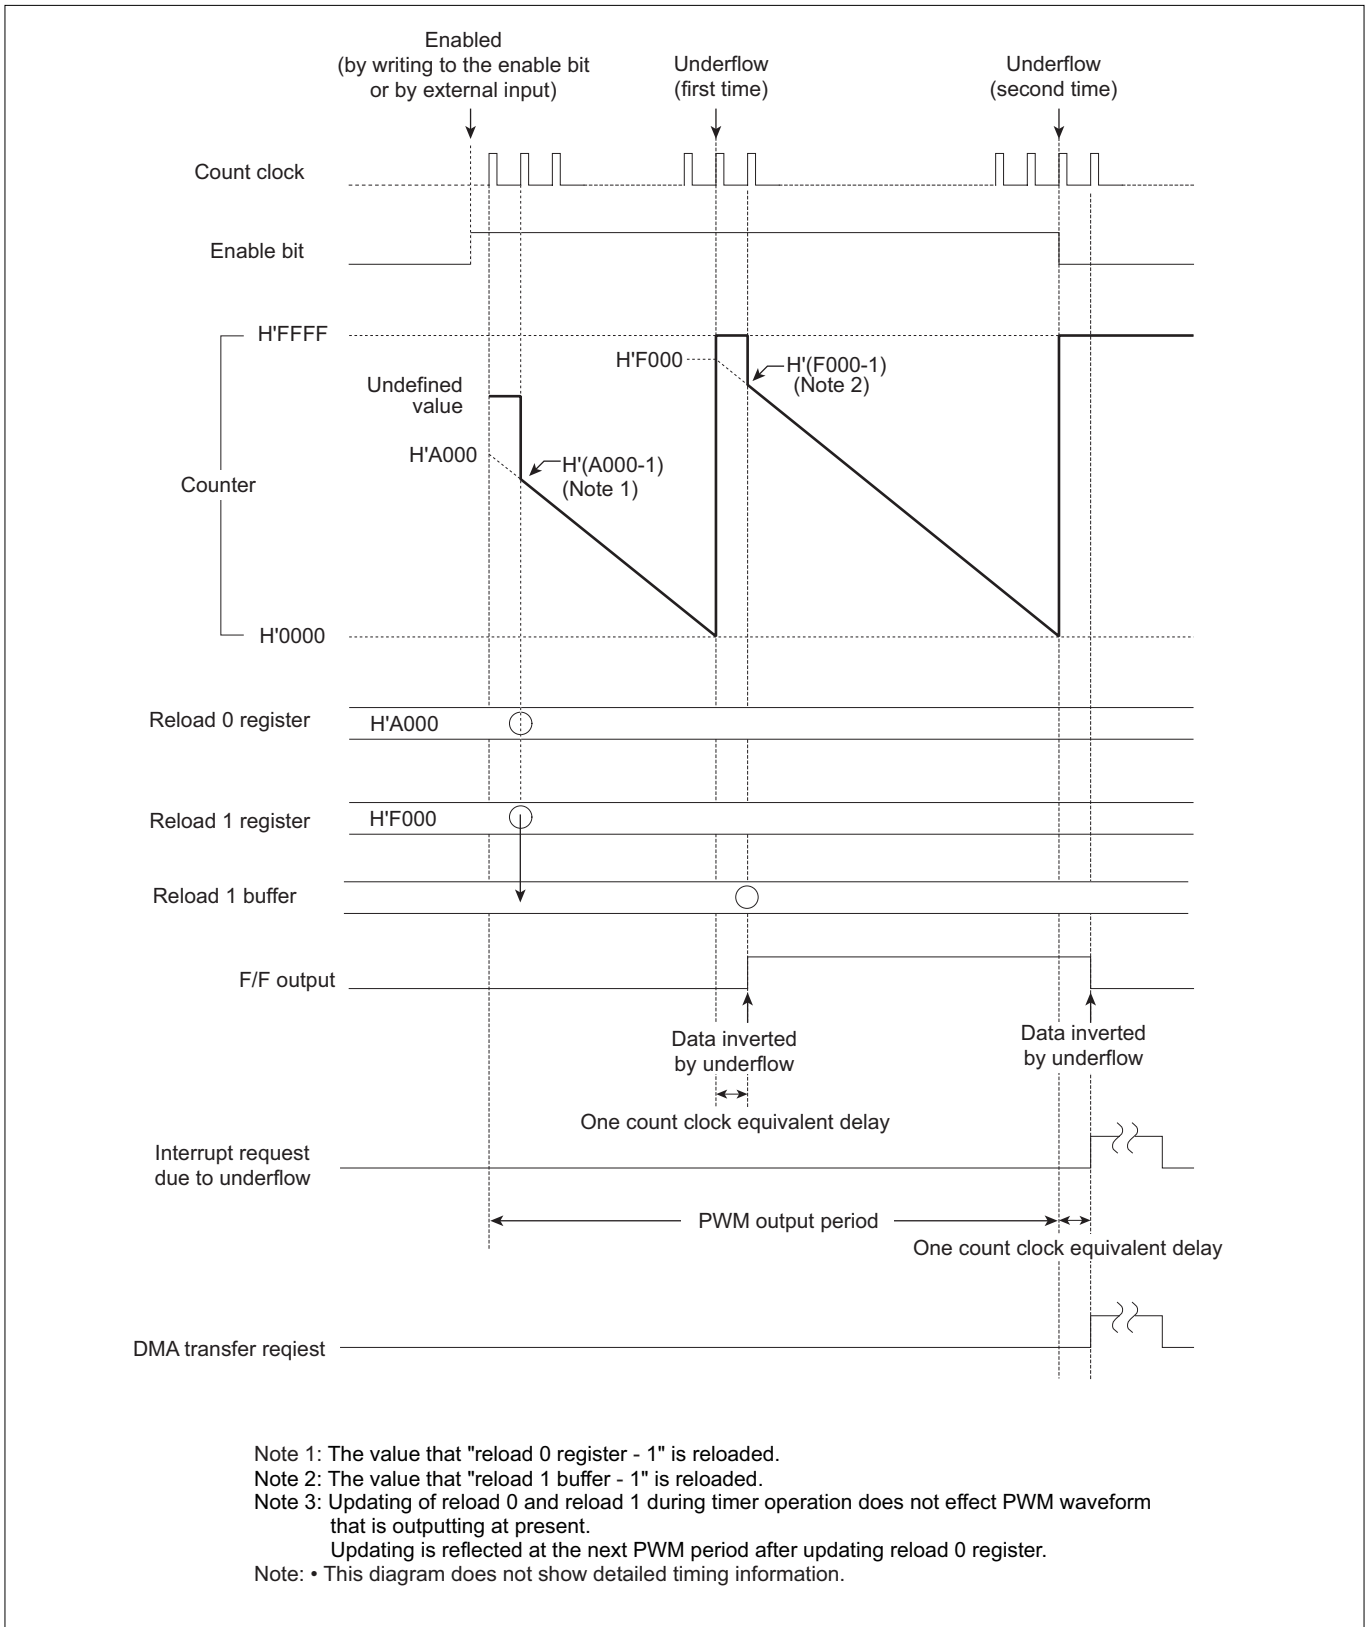 Enabled
(by writing to the enable bit
or by external input)
Underflow
(first time)
Underflow
(second time)
Count clock
Enable bit
H'FFFF
H'F000
H'(F000-1)
(Note 2)
Undefined
value
H'A000
H'(A000-1)
(Note 1)
Counter
H'0000
Reload 0 register
H'A000
Reload 1 register
H'F000
Reload 1 buffer
F/F output
Data inverted
by underflow
Data inverted
by underflow
One count clock equivalent delay
Interrupt request
due to underflow
PWM output period
One count clock equivalent delay
DMA transfer reqiest
Note 1: The value that "reload 0 register - 1" is reloaded.
Note 2: The value that "reload 1 buffer - 1" is reloaded.
Note 3: Updating of reload 0 and reload 1 during timer operation does not effect PWM waveform
that is outputting at present.
Updating is reflected at the next PWM period after updating reload 0 register.
Note: • This diagram does not show detailed timing information.